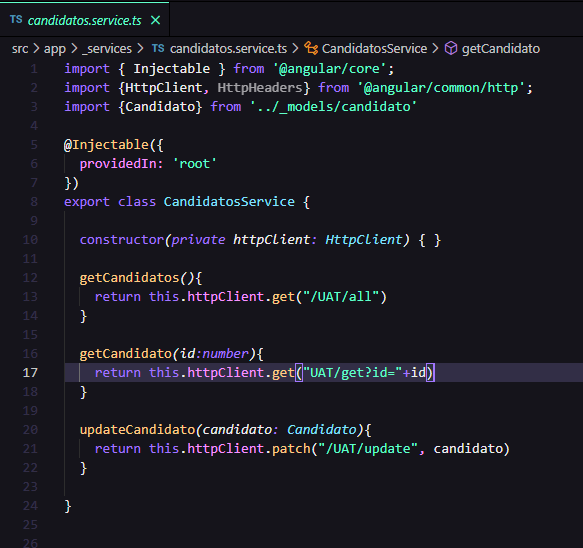 TS candidatos.service.ts ×
src > app > _services > TS candidatos.service.ts > CandidatosService > getCandidato
1 import { Injectable } from '@angular/core';
2 import {HttpClient, HttpHeaders} from '@angular/common/http';
3 import {Candidato} from '../_models/candidato'
4
5 @Injectable({
6 providedIn: 'root'
7 })
8 export class CandidatosService {
9
10 constructor(private httpClient: HttpClient) { }
11
12 getCandidatos(){
13 return this.httpClient.get("/UAT/all")
14 }
15
16 getCandidato(id:number){
17 return this.httpClient.get("UAT/get?id="+id)
18 }
19
20 updateCandidato(candidato: Candidato){
21 return this.httpClient.patch("/UAT/update", candidato)
22 }
23
24 }
25
26